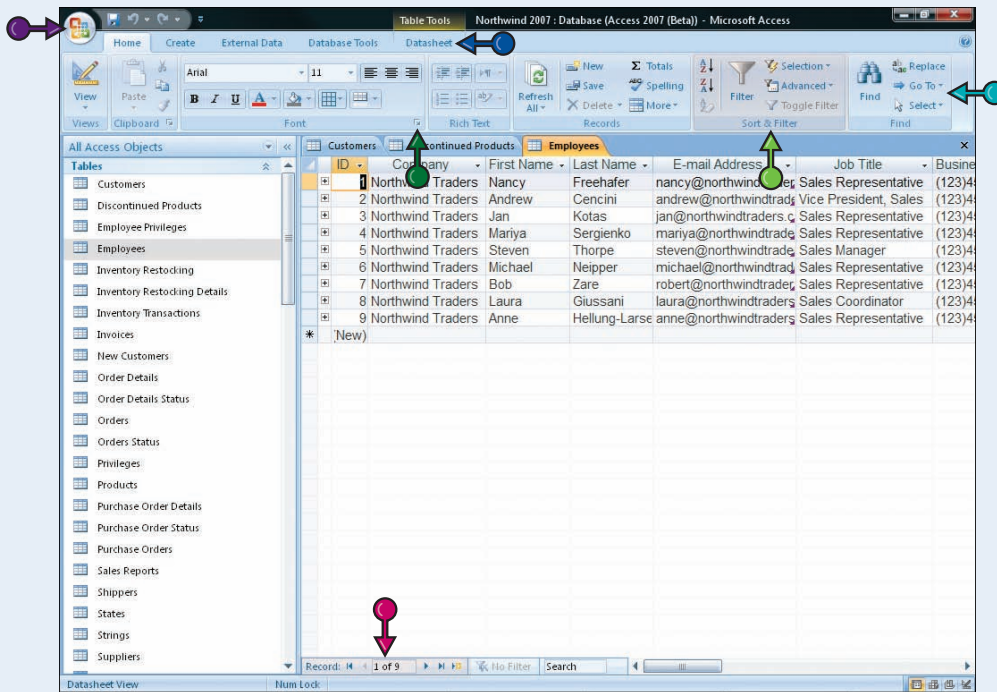 Table Tools Northwind 2007 : Database (Access 2007 (Beta)) - Microsoft Access
Home Create External Data Database Tools Datasheet
View
Paste
Arial
11
B I U
Refresh All
New
Save
Delete
Totals
Spelling
More
Filter
Selection
Advanced
Toggle Filter
Find
Replace
Go To
Select
Views Clipboard Font Rich Text Records Sort & Filter Find
All Access Objects
Customers Products Employees
Tables
Customers
Discontinued Products
Employee Privileges
Employees
Inventory Restocking
Inventory Restocking Details
Inventory Transactions
Invoices
New Customers
Order Details
Order Details Status
Orders
Orders Status
Privileges
Products
Purchase Order Details
Purchase Order Status
Purchase Orders
Sales Reports
Shippers
States
Strings
Suppliers
ID Company First Name Last Name E-mail Address Job Title Busine
1 Northwind Traders Nancy Freehafer nancy@northwind Sales Representative (123)4
2 Northwind Traders Andrew Cencini andrew@northwindtrade Vice President, Sales (123)4
3 Northwind Traders Jan Kotas jan@northwindtraders.c Sales Representative (123)4
4 Northwind Traders Mariya Sergienko mariya@northwindtrade Sales Representative (123)4
5 Northwind Traders Steven Thorpe steven@northwindtrade Sales Manager (123)4
6 Northwind Traders Michael Neipper michael@northwindtrad Sales Representative (123)4
7 Northwind Traders Bob Zare robert@northwindtrader Sales Representative (123)4
8 Northwind Traders Laura Giussani laura@northwindtraders Sales Coordinator (123)4
9 Northwind Traders Anne Hellung-Larse anne@northwindtraders Sales Representative (123)4
* (New)
Record: 1 of 9 No Filter Search
Datasheet View Num Lock